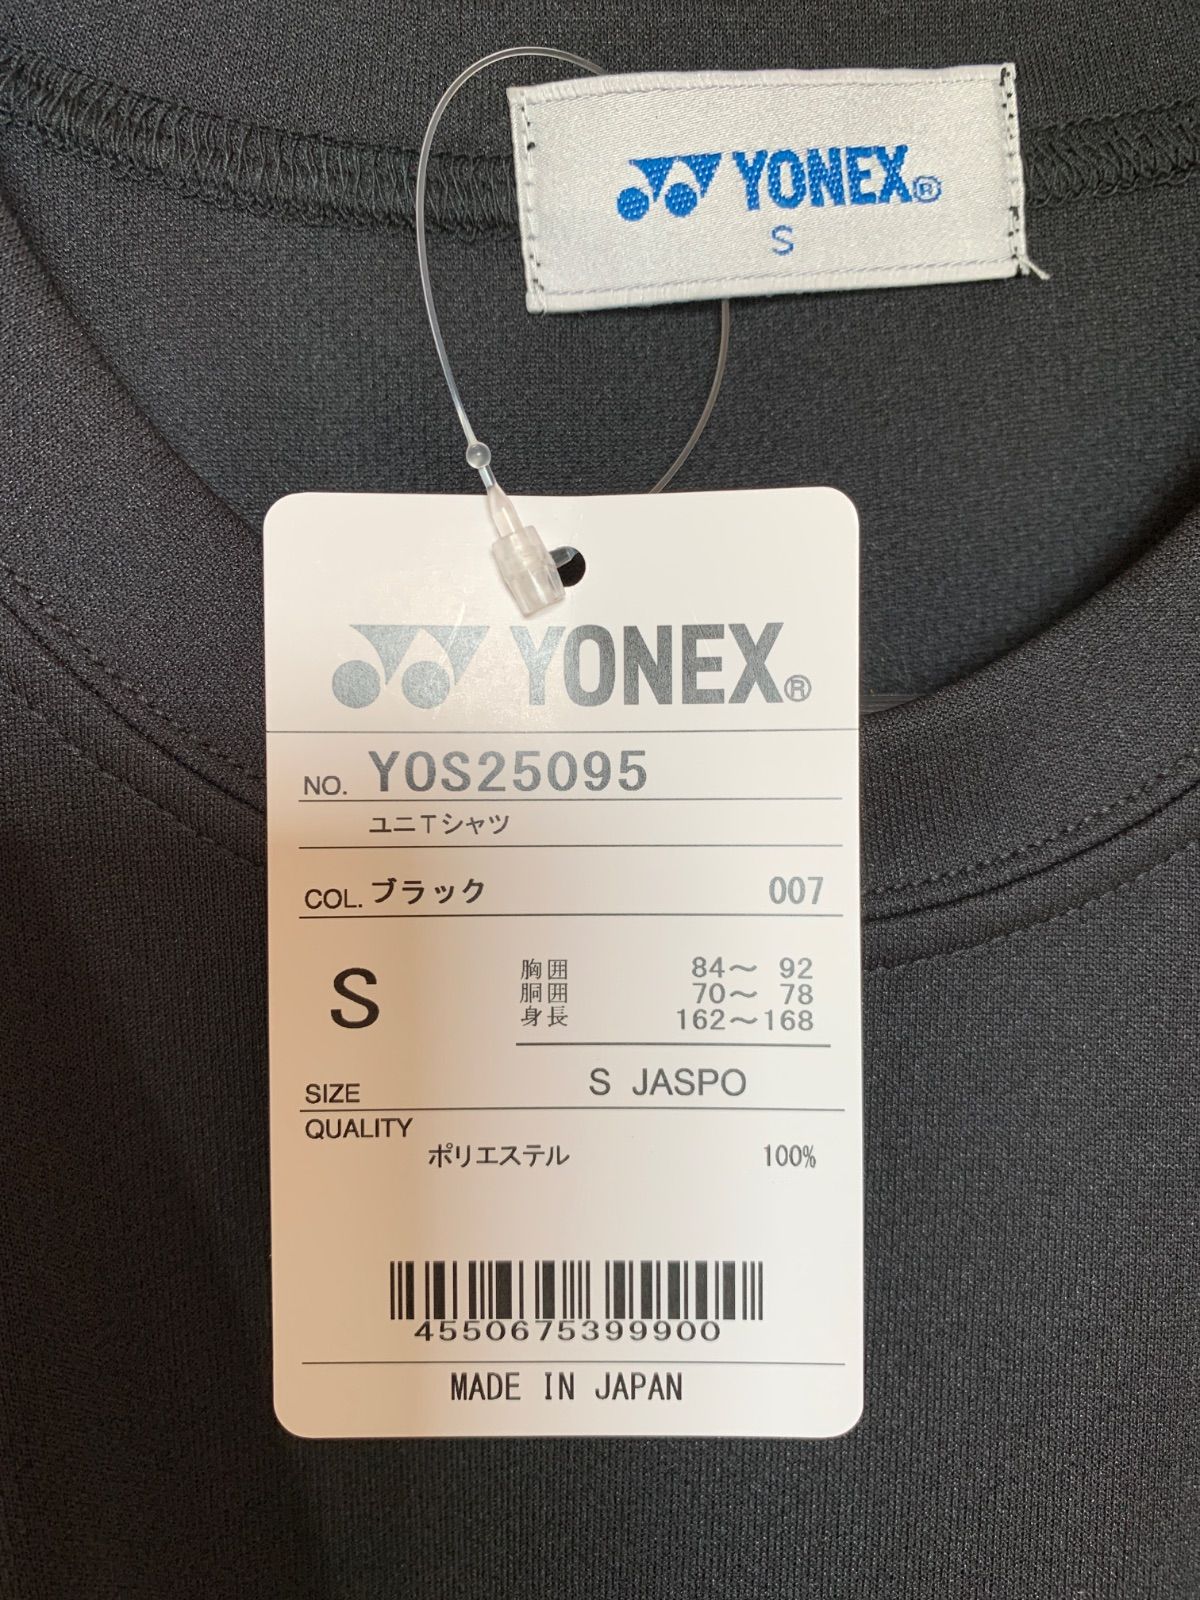 YONEX®
S
YONEX®
NO. YOS25095
ユニTシャツ
COL. ブラック 007
胸囲 84～ 92
胴囲 70～ 78
身長 162～168
S
SIZE S JASPO
QUALITY
ポリエステル 100%
4550675399900
MADE IN JAPAN